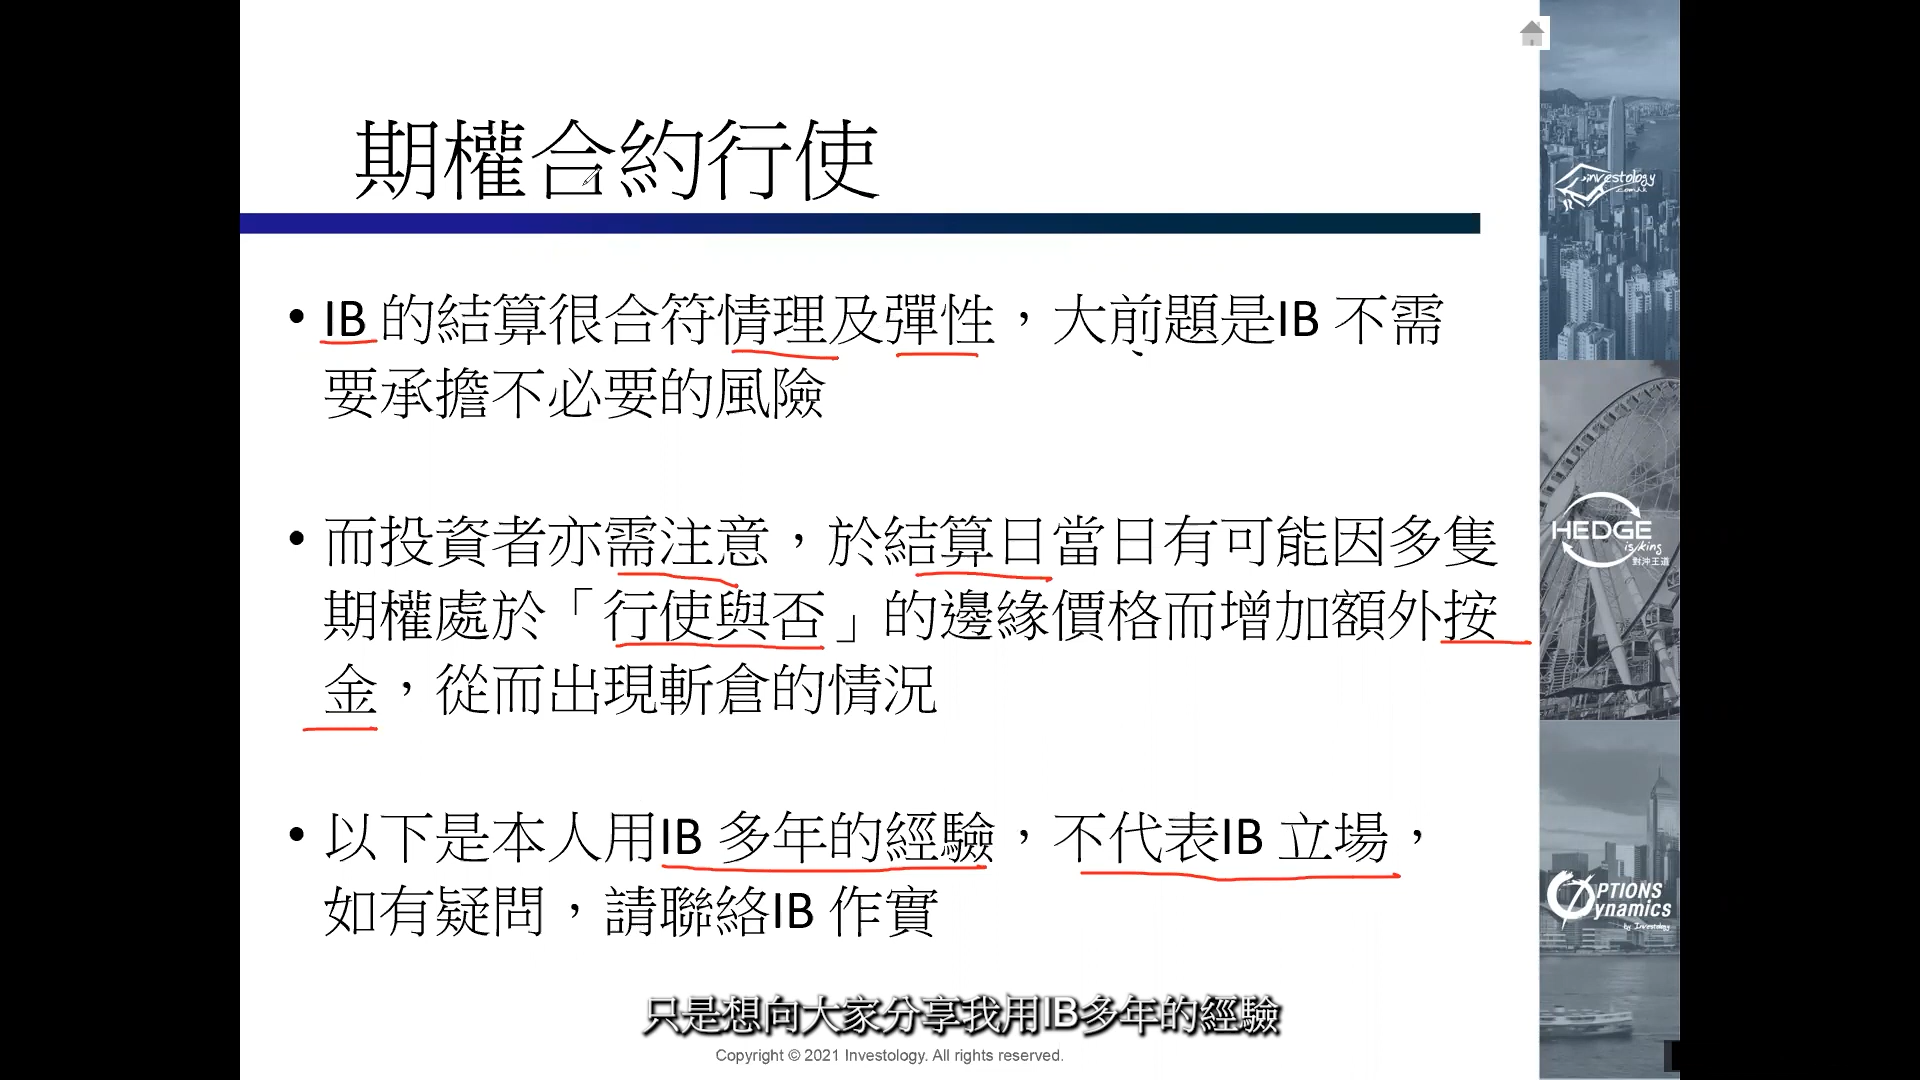 期權合約行使
• IB 的結算很合符情理及彈性，大前題是IB 不需
要承擔不必要的風險
• 而投資者亦需注意，於結算日當日有可能因多隻
期權處於「行使與否」的邊緣價格而增加額外按
金，從而出現斬倉的情況
• 以下是本人用IB 多年的經驗，不代表IB 立場，
如有疑問，請聯絡IB 作實
只是想向大家分享我用IB多年的經驗
Copyright © 2021 Investology. All rights reserved.
investology
.com.hk
HEDGE
is king
對沖王道
OPTIONS
Dynamics
by Investology